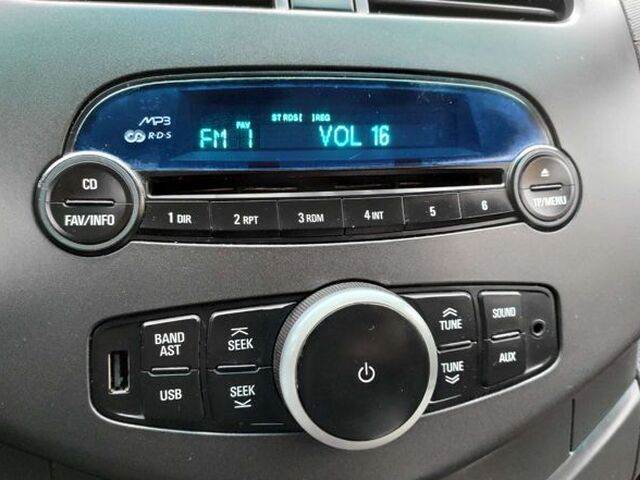 MP3
R·D·S
FAV
FM 1
ST RDS[ ]REG
VOL 16
CD
FAV/INFO
1 DIR
2 RPT
3 RDM
4 INT
5
6
TP/MENU
BAND
AST
SEEK
TUNE
SOUND
USB
SEEK
TUNE
AUX